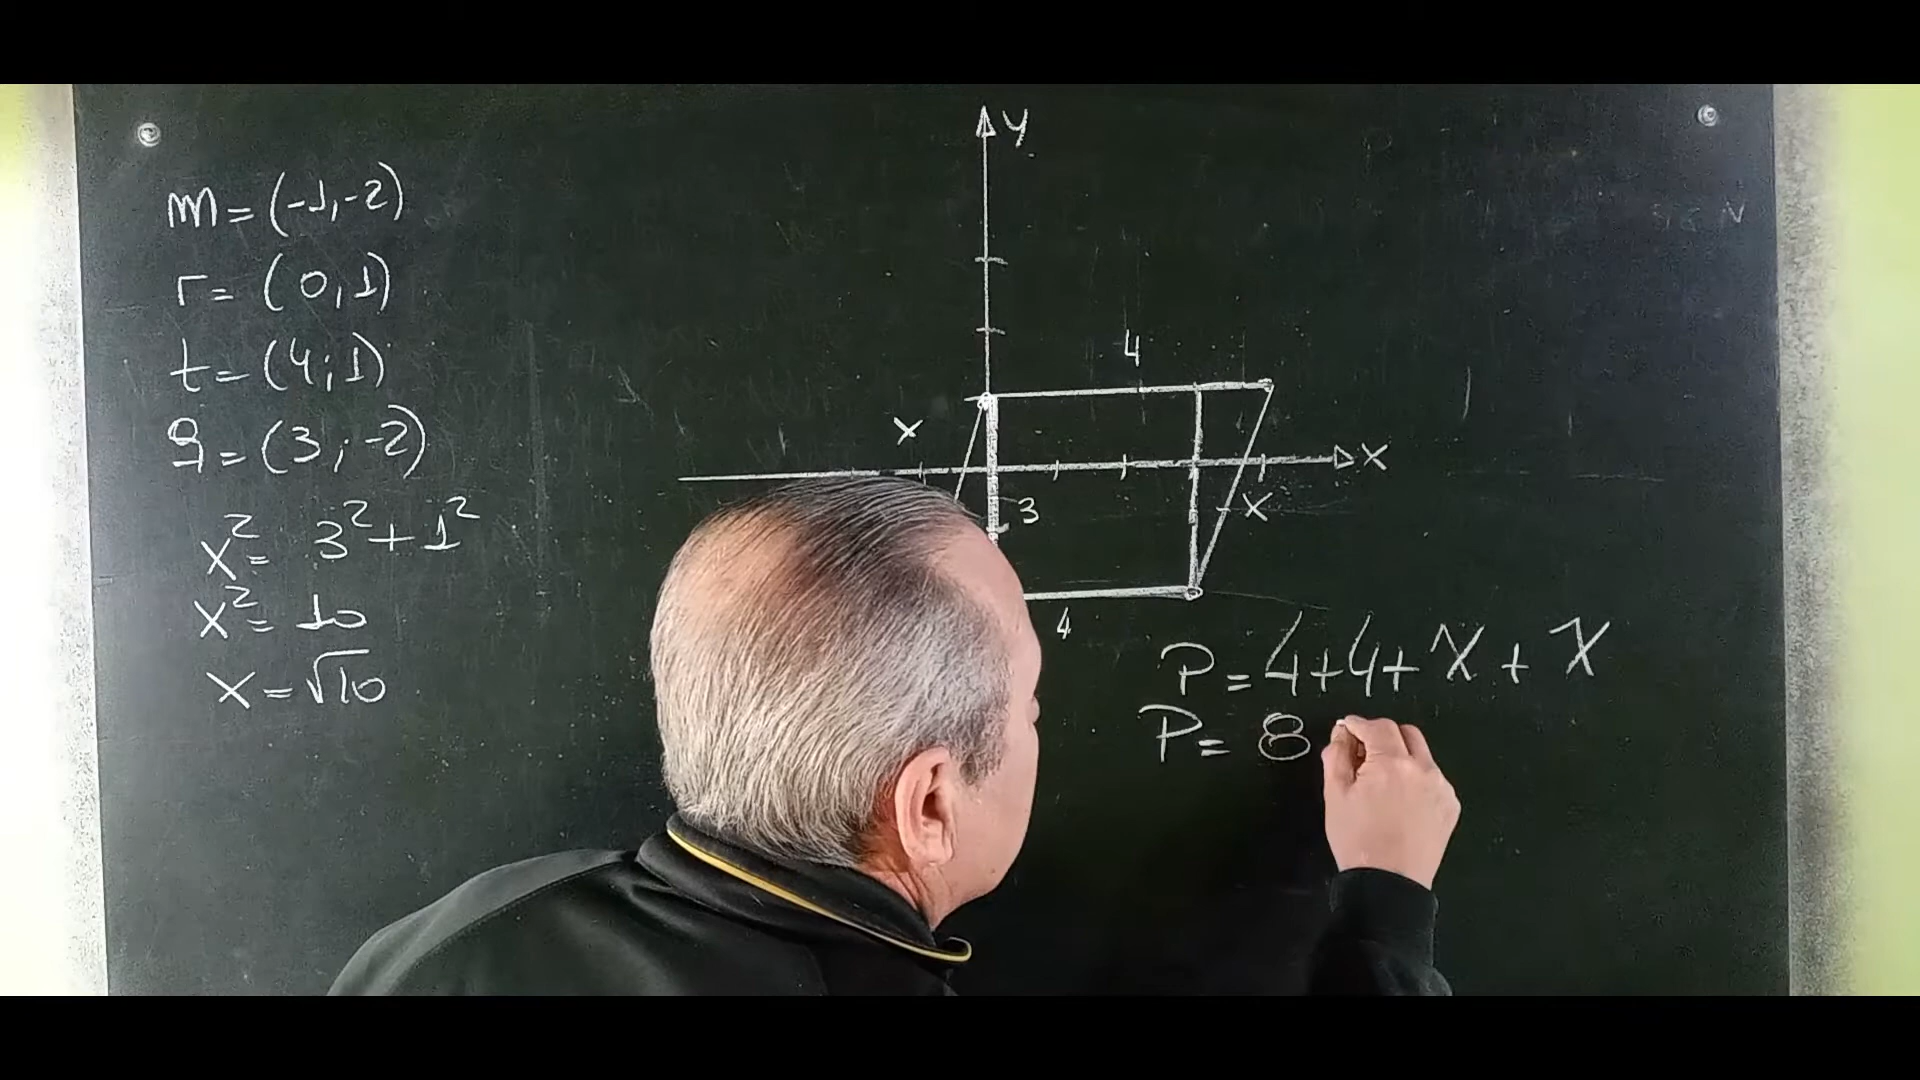 m=(-1,-2)
r=(0,1)
t=(4;1)
q=(3;-2)
x²= 3²+1²
x²= 10
x=√10
Y
4
x
X
3
x
4
P=4+4+x+x
P=8